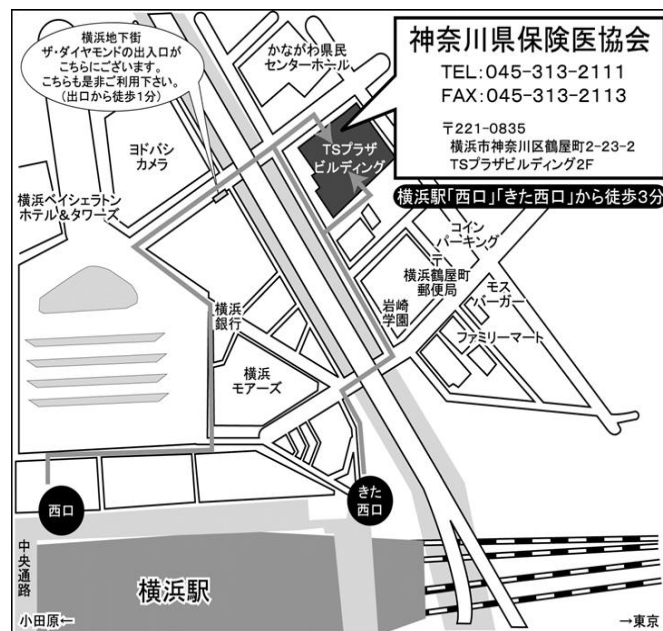 横浜地下街
ザ・ダイヤモンドの出入口が
こちらにございます。
こちらも是非ご利用下さい。
(出口から徒歩1分)
かながわ県民
センターホール
神奈川県保険医協会
TEL:045-313-2111
FAX:045-313-2113
〒221-0835
横浜市神奈川区鶴屋町2-23-2
TSプラザビルディング2F
横浜駅「西口」「きた西口」から徒歩3分
TSプラザ
ビルディング
ヨドバシ
カメラ
横浜ベイシェラトン
ホテル&タワーズ
コイン
パーキング
〒
横浜鶴屋町
郵便局
モス
バーガー
岩崎
学園
ファミリーマート
横浜
銀行
横浜
モアーズ
西口
きた
西口
中央通路
横浜駅
小田原←
→東京